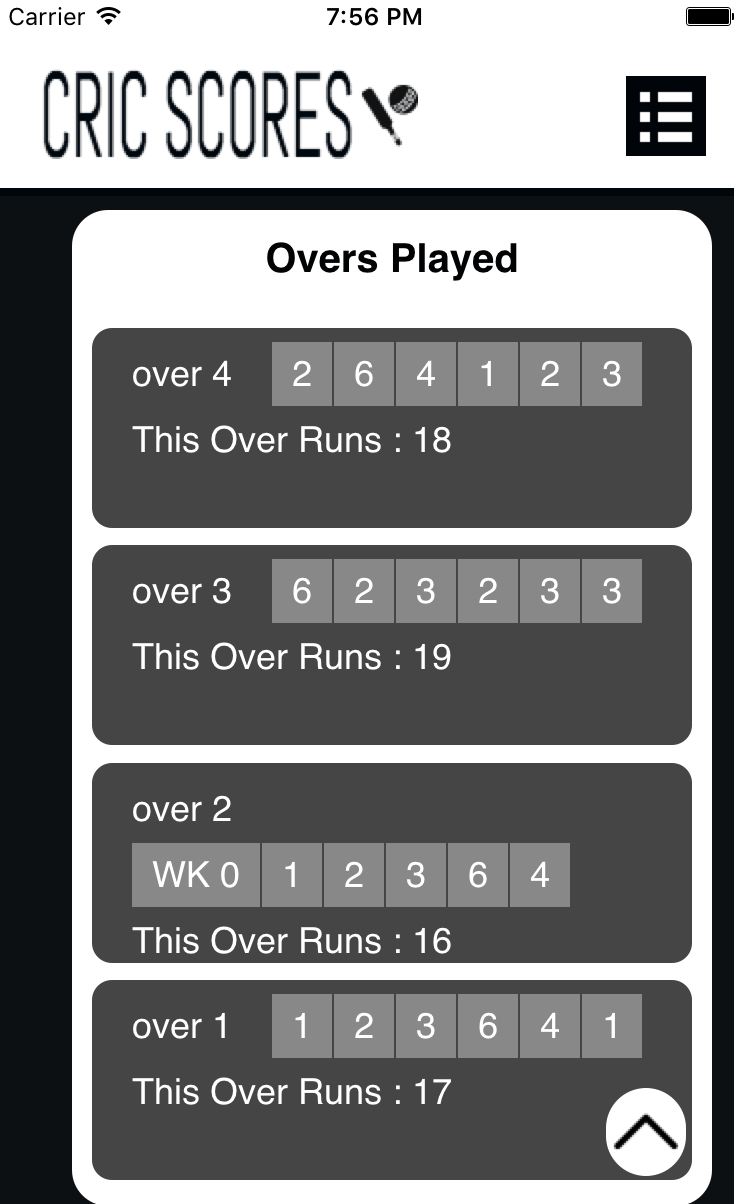 Carrier 7:56 PM
CRIC SCORES
Overs Played
over 4 2 6 4 1 2 3
This Over Runs : 18
over 3 6 2 3 2 3 3
This Over Runs : 19
over 2
WK 0 1 2 3 6 4
This Over Runs : 16
over 1 1 2 3 6 4 1
This Over Runs : 17